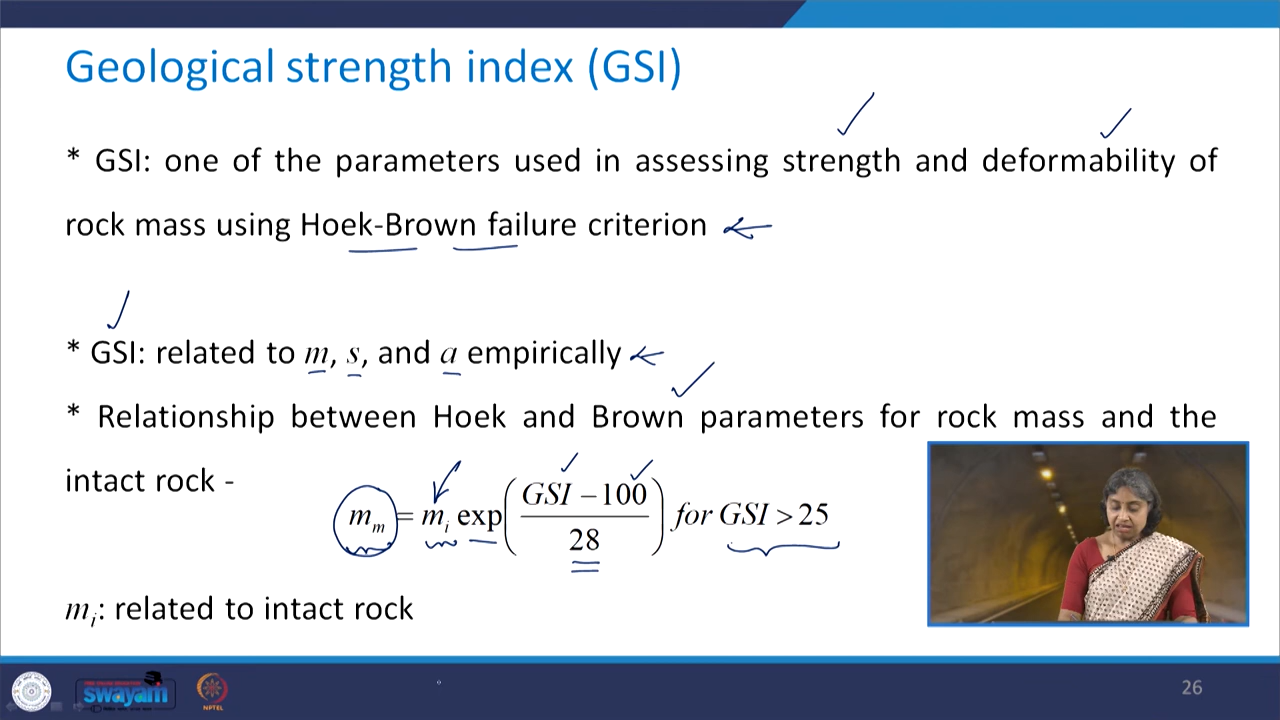 Geological strength index (GSI)
* GSI: one of the parameters used in assessing strength and deformability of
rock mass using Hoek-Brown failure criterion
* GSI: related to m, s, and a empirically
* Relationship between Hoek and Brown parameters for rock mass and the
intact rock -
m_m = m_i exp((GSI – 100)/28) for GSI > 25
m_i: related to intact rock
swayam
NPTEL
26